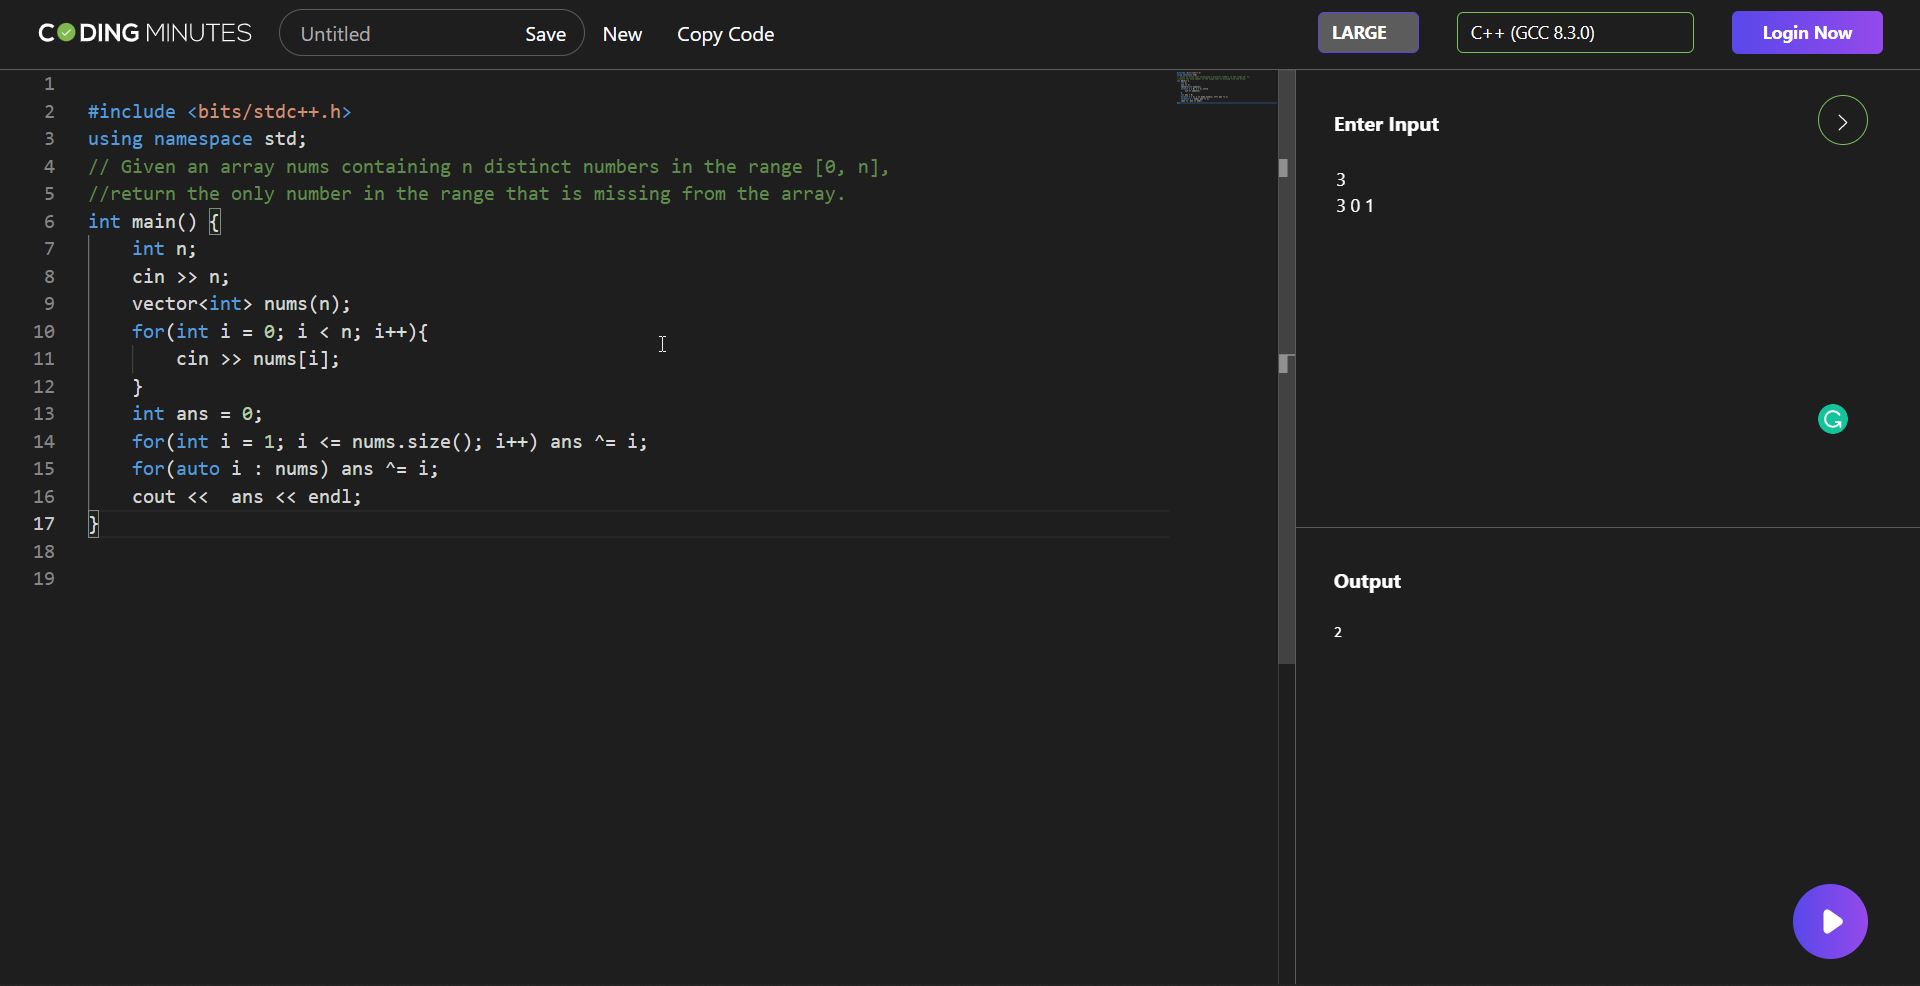 CODING MINUTES
Untitled Save New Copy Code LARGE C++ (GCC 8.3.0) Login Now
1
2 #include <bits/stdc++.h>
3 using namespace std;
4 // Given an array nums containing n distinct numbers in the range [0, n],
5 //return the only number in the range that is missing from the array.
6 int main() {
7     int n;
8     cin >> n;
9     vector<int> nums(n);
10     for(int i = 0; i < n; i++){
11         cin >> nums[i];
12     }
13     int ans = 0;
14     for(int i = 1; i <= nums.size(); i++) ans ^= i;
15     for(auto i : nums) ans ^= i;
16     cout <<  ans << endl;
17 }
18
19
Enter Input
3
3 0 1
Output
2